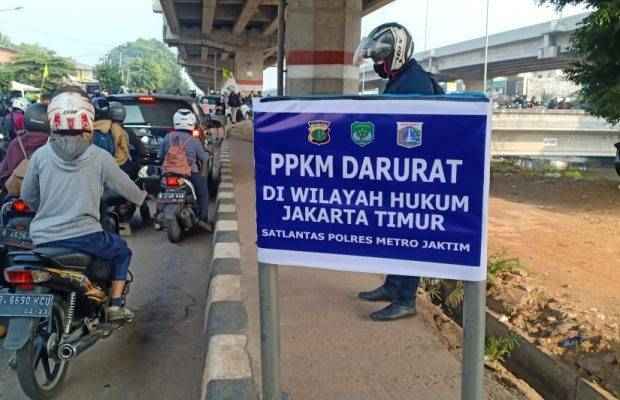 PPKM DARURAT
DI WILAYAH HUKUM
JAKARTA TIMUR
SATLANTAS POLRES METRO JAKTIM